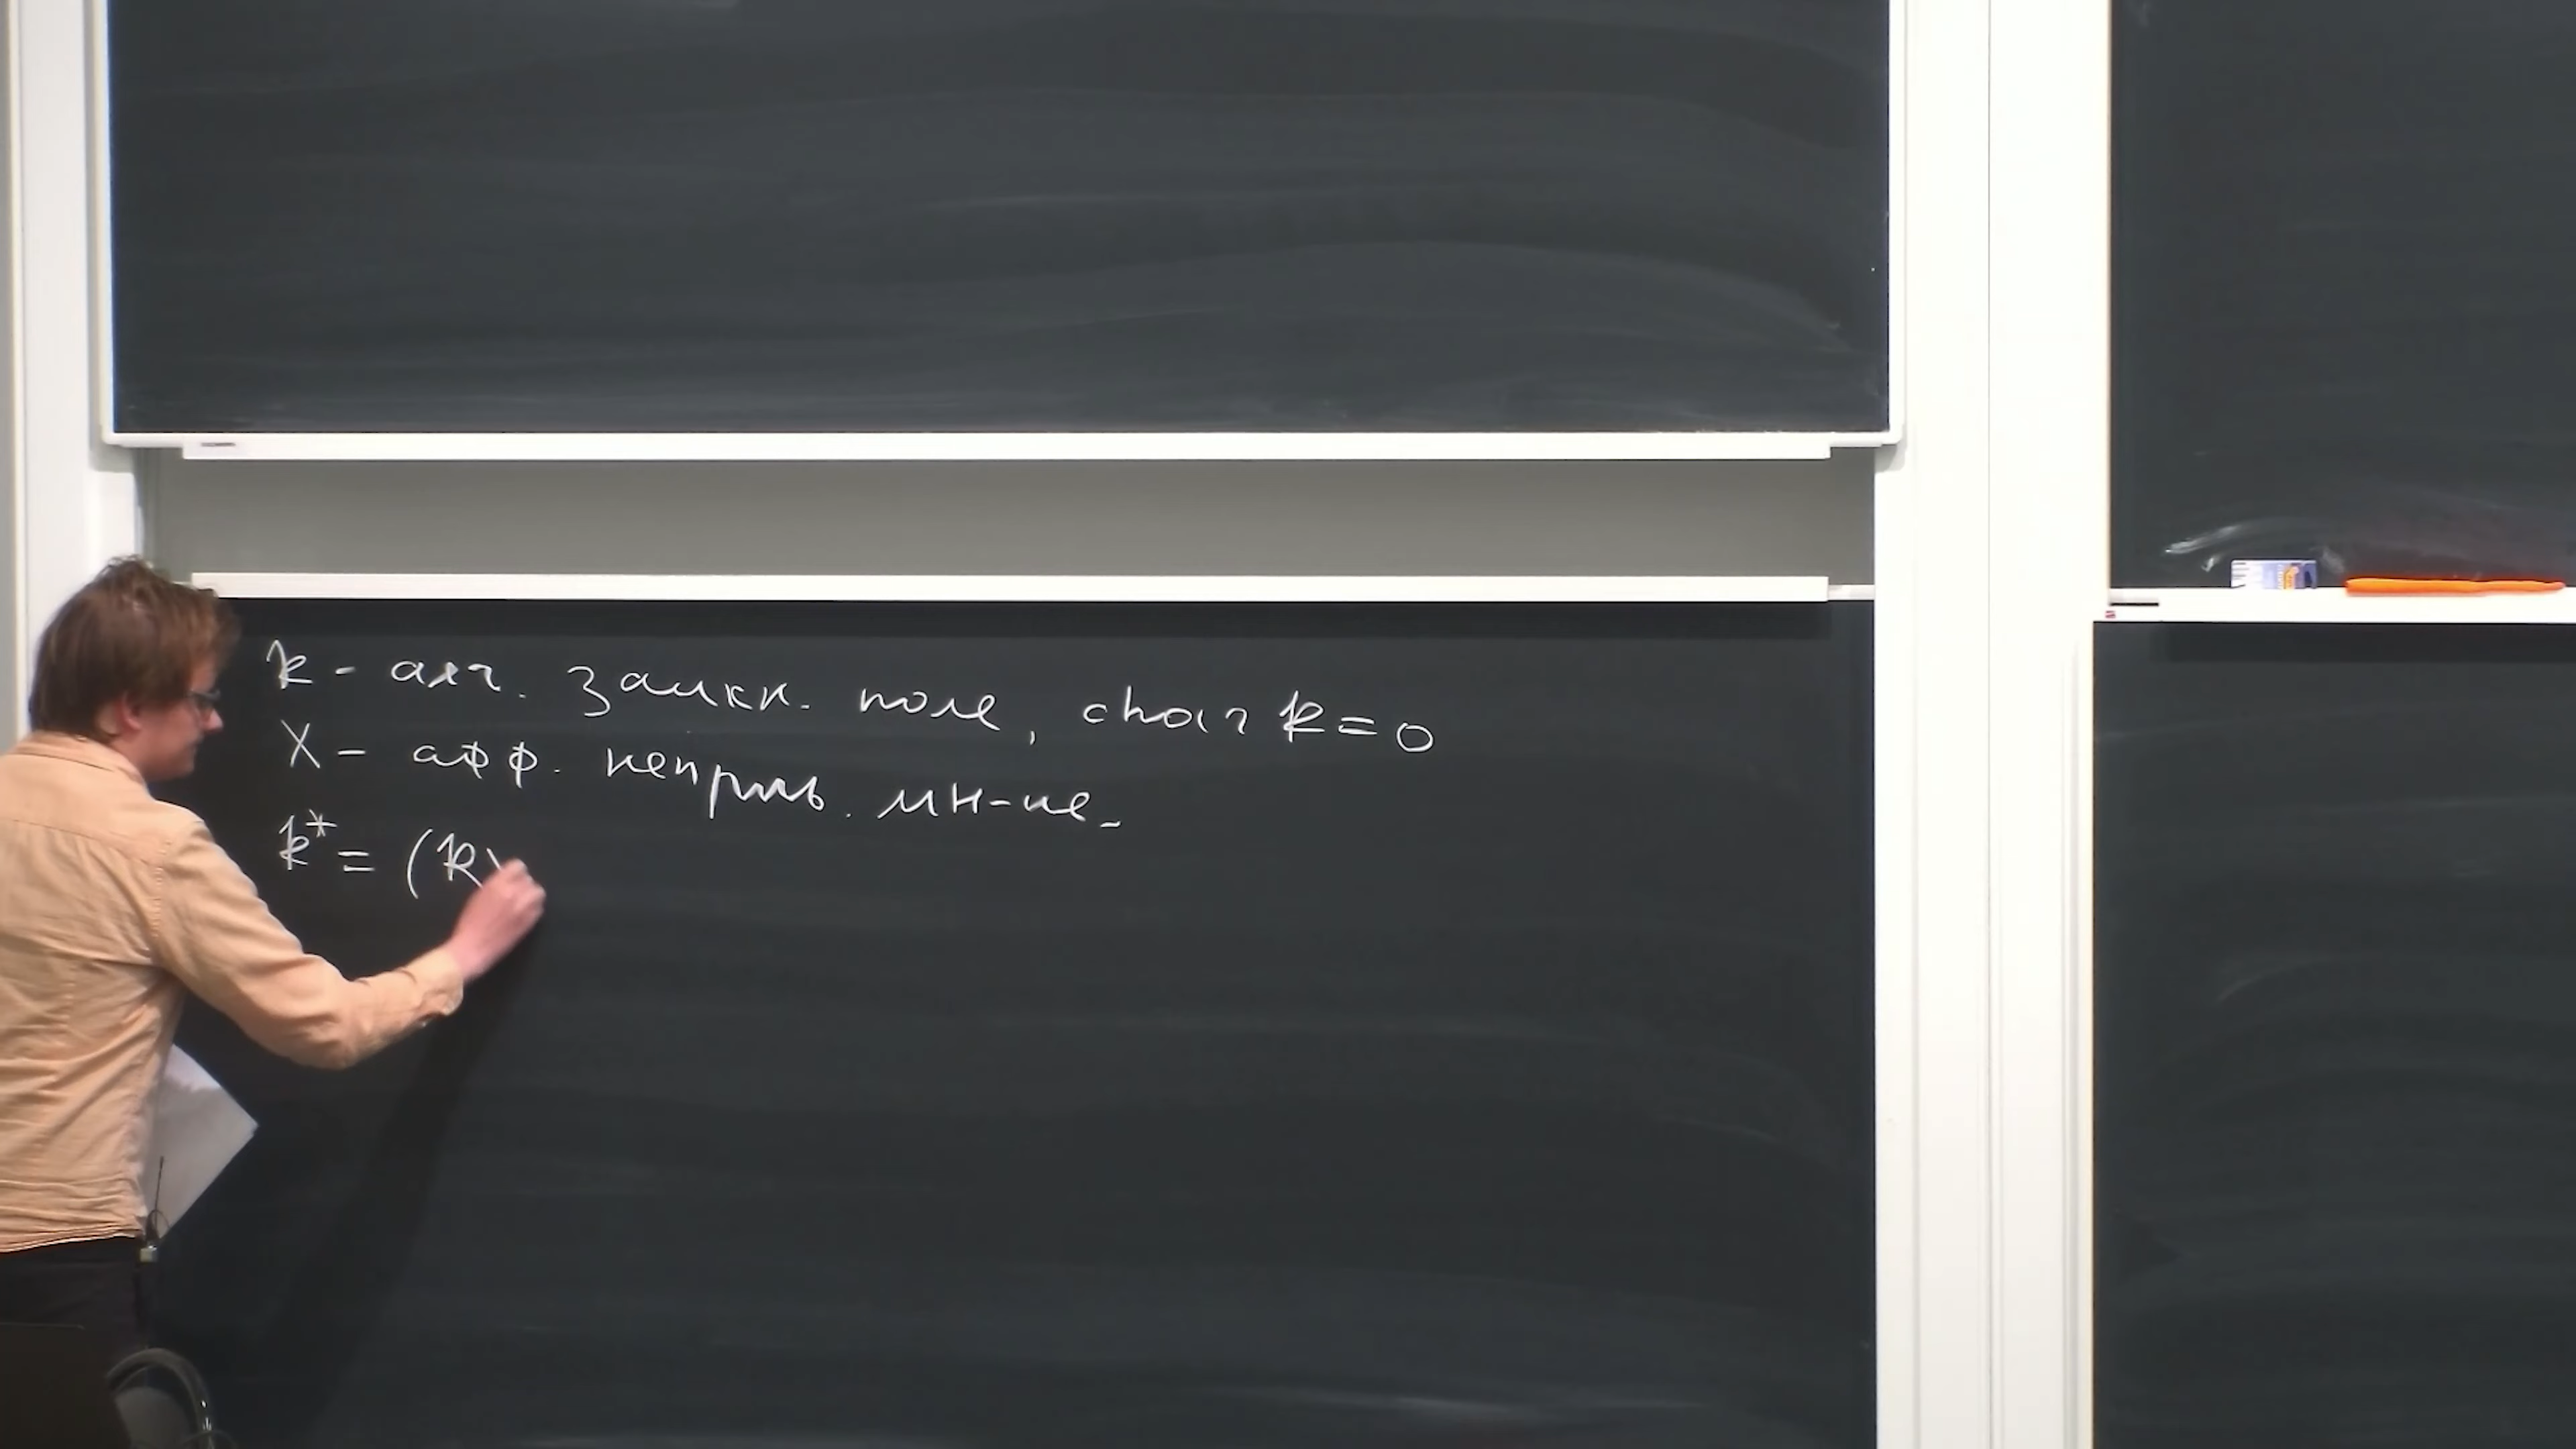 k - алг. замкн. поле, char k = 0
X - афф. неприв. мн-ие.
k* = (k